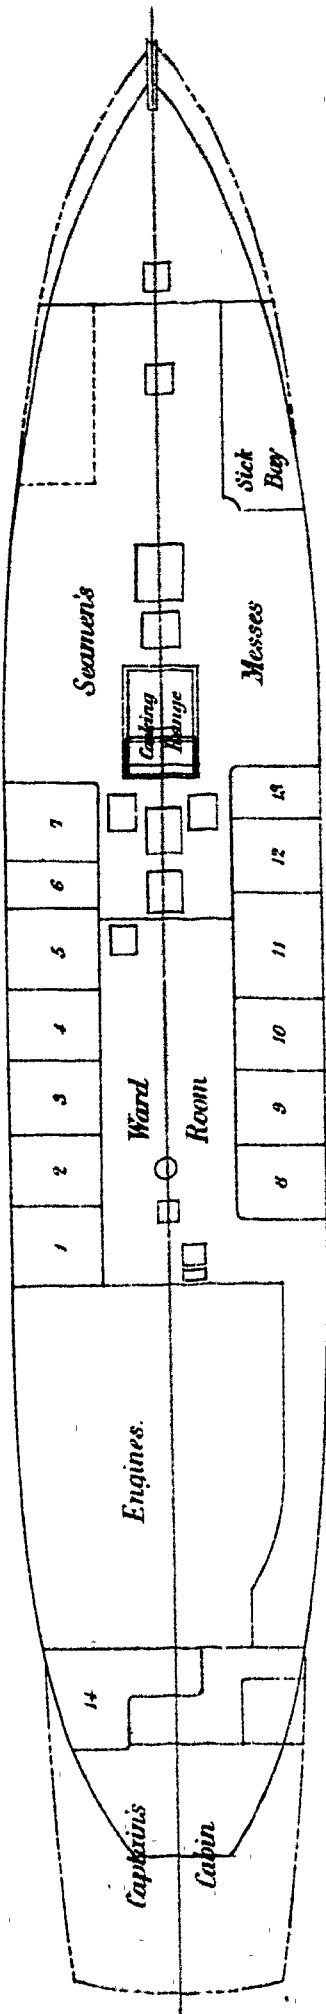 Sick
Bay
Seamen's
Messes
Cooking
Range
7
6
5
4
3
2
1
13
12
11
10
9
8
Ward
Room
Engines.
14
Captain's
Cabin